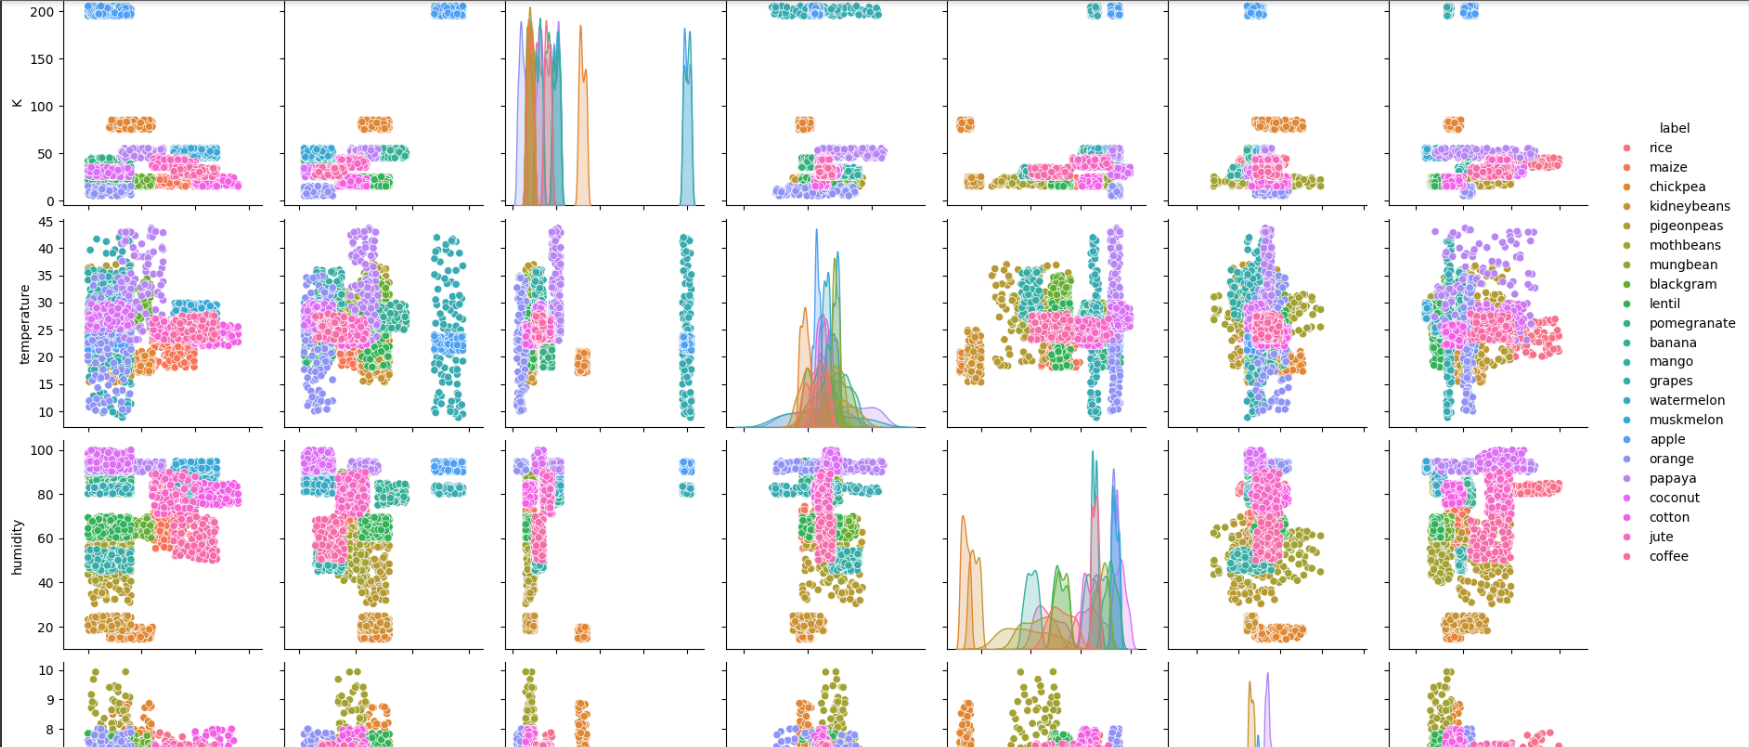 200
150
100
50
0
K
45
40
35
30
25
20
15
10
temperature
100
80
60
40
20
humidity
10
9
8
label
rice
maize
chickpea
kidneybeans
pigeonpeas
mothbeans
mungbean
blackgram
lentil
pomegranate
banana
mango
grapes
watermelon
muskmelon
apple
orange
papaya
coconut
cotton
jute
coffee